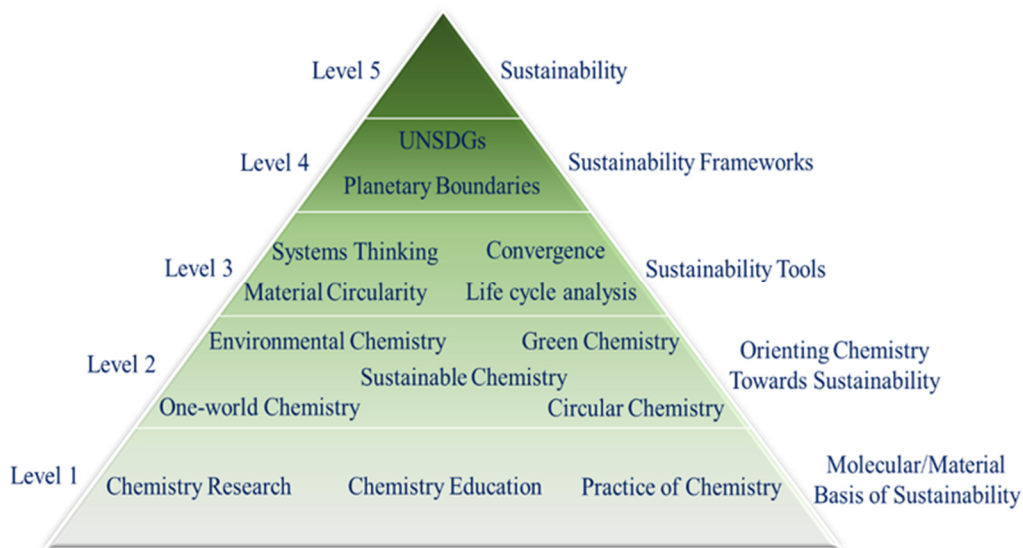 Level 5
Sustainability
UNSDGs
Level 4
Sustainability Frameworks
Planetary Boundaries
Systems Thinking
Convergence
Level 3
Sustainability Tools
Material Circularity
Life cycle analysis
Environmental Chemistry
Green Chemistry
Level 2
Orienting Chemistry
Towards Sustainability
Sustainable Chemistry
One-world Chemistry
Circular Chemistry
Level 1
Chemistry Research
Chemistry Education
Practice of Chemistry
Molecular/Material
Basis of Sustainability